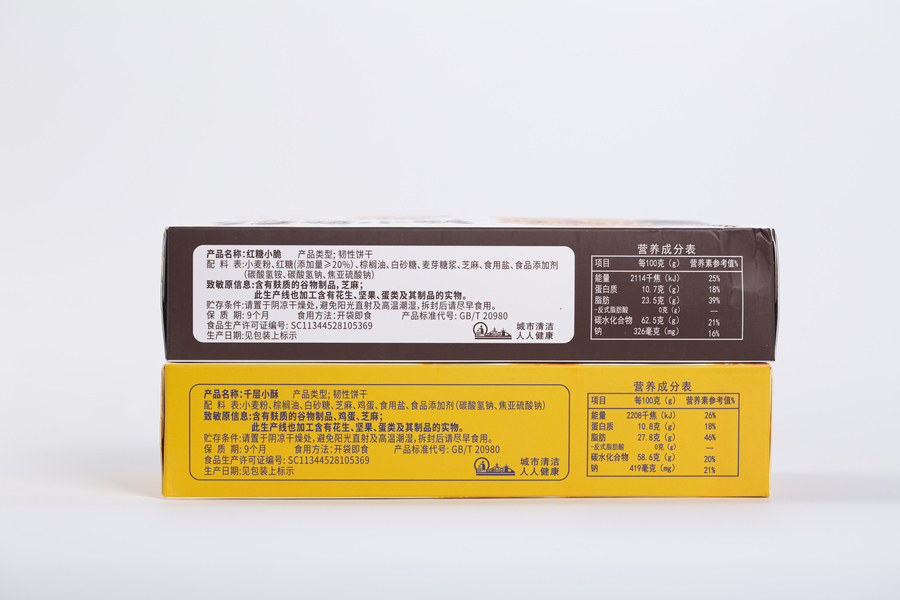 产品名称:红糖小脆 产品类型:韧性饼干
配 料 表:小麦粉、红糖(添加量≥20%)、棕榈油、白砂糖、麦芽糖浆、芝麻、食用盐、食品添加剂
(碳酸氢铵、碳酸氢钠、焦亚硫酸钠)
致敏原信息:含有麸质的谷物制品,芝麻;
此生产线也加工含有花生、坚果、蛋类及其制品的实物。
贮存条件:请置于阴凉干燥处,避免阳光直射及高温潮湿,拆封后请尽早食用。
保 质 期:9个月 食用方法:开袋即食 产品标准代号:GB/T 20980
食品生产许可证编号:SC11344528105369
生产日期:见包装上标示
城市清洁
人人健康
营养成分表
项目 每100克(g) 营养素参考值%
能量 2114千焦(kJ) 25%
蛋白质 10.7克(g) 18%
脂肪 23.5克(g) 39%
-反式脂肪酸 0克(g) —
碳水化合物 62.5克(g) 21%
钠 326毫克(mg) 16%
产品名称:千层小酥 产品类型:韧性饼干
配 料 表:小麦粉、棕榈油、白砂糖、芝麻、鸡蛋、食用盐、食品添加剂(碳酸氢钠、焦亚硫酸钠)
致敏原信息:含有麸质的谷物制品、鸡蛋、芝麻;
此生产线也加工含有花生、坚果、蛋类及其制品的实物。
贮存条件:请置于阴凉干燥处,避免阳光直射及高温潮湿,拆封后请尽早食用。
保 质 期:9个月 食用方法:开袋即食 产品标准代号:GB/T 20980
食品生产许可证编号:SC11344528105369
生产日期:见包装上标示
城市清洁
人人健康
营养成分表
项目 每100克(g) 营养素参考值%
能量 2208千焦(kJ) 26%
蛋白质 10.8克(g) 18%
脂肪 27.8克(g) 46%
-反式脂肪酸 0克(g) —
碳水化合物 58.6克(g) 20%
钠 419毫克(mg) 21%